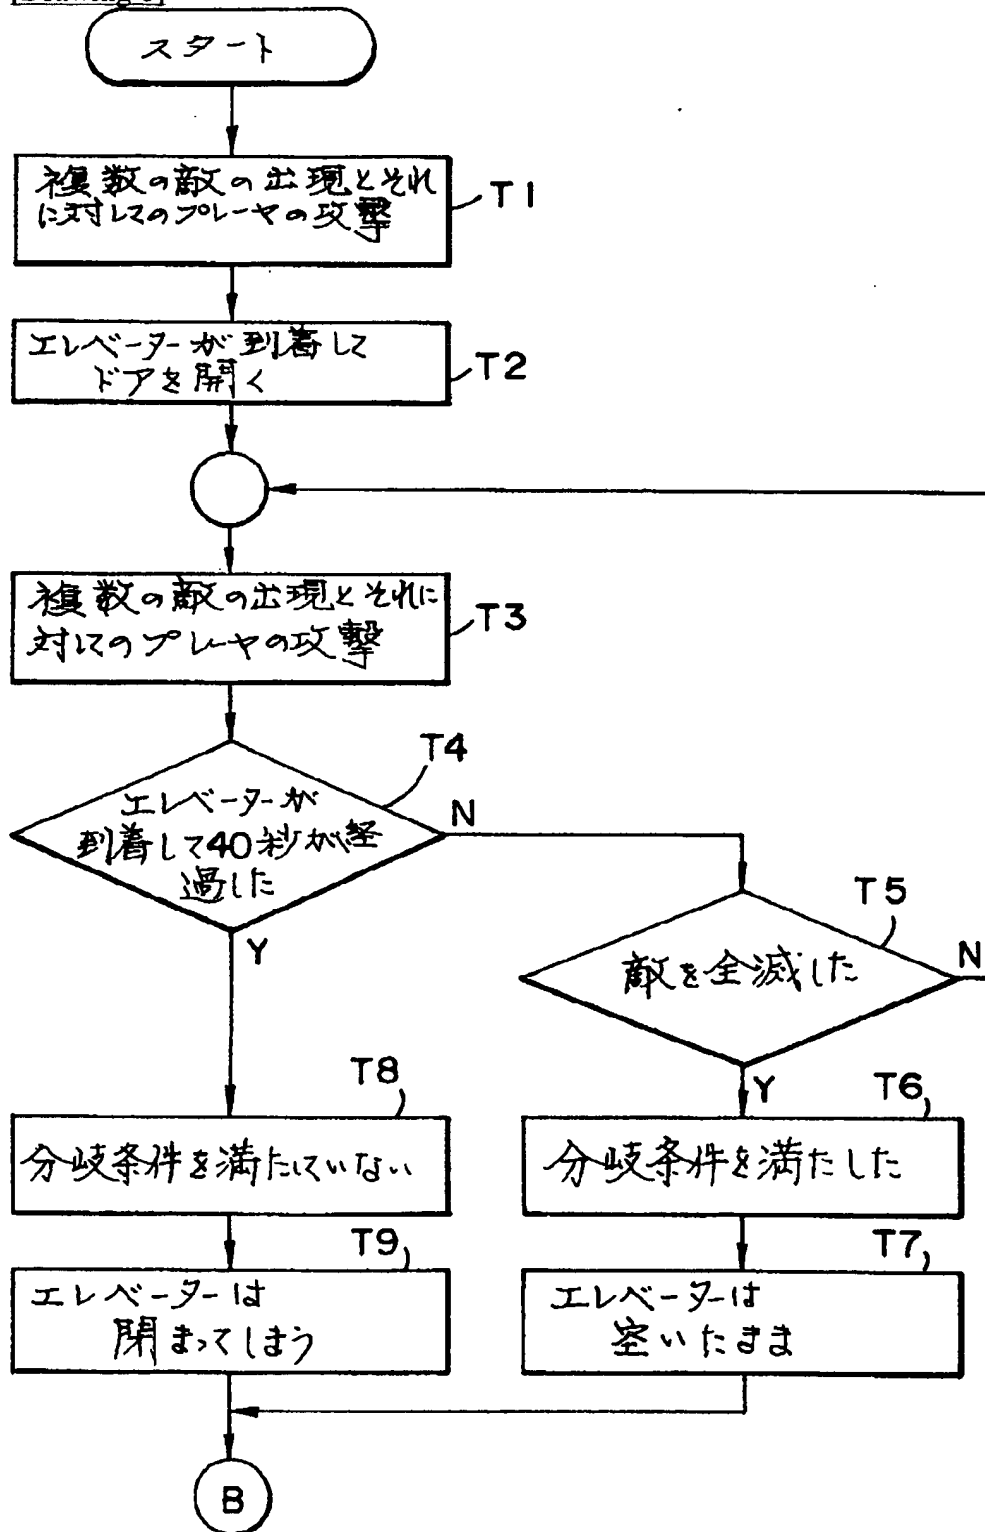 スタート
複数の敵の出現とそれ
に対してのプレーヤの攻撃
T1
エレベーターが到着して
ドアを開く
T2
複数の敵の出現とそれに
対してのプレーヤの攻撃
T3
T4
エレベーターが
到着して40秒が経
過した
N
Y
T5
敵を全滅した
N
Y
T8
分岐条件を満たしていない
T6
分岐条件を満たした
T9
エレベーターは
閉まってしまう
T7
エレベーターは
空いたまま
B